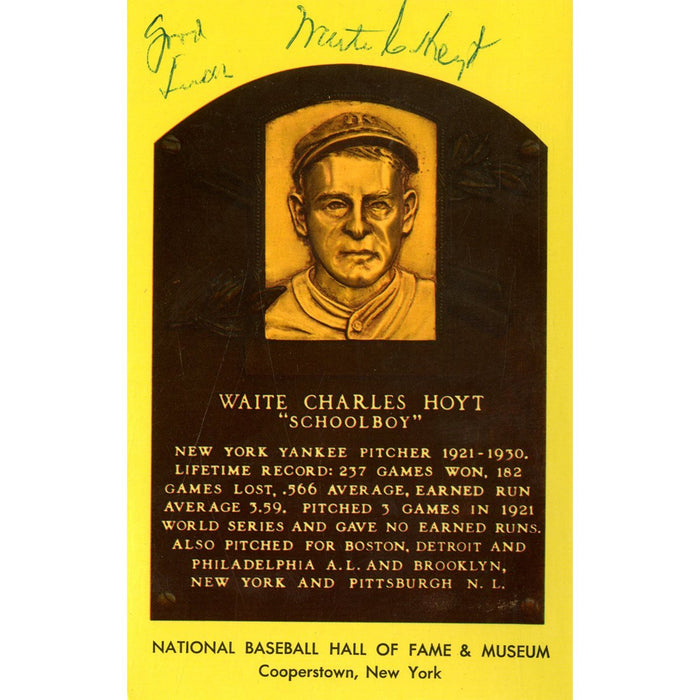 Good
Luck
Waite C Hoyt
WAITE CHARLES HOYT
"SCHOOLBOY"
NEW YORK YANKEE PITCHER 1921-1930.
LIFETIME RECORD: 237 GAMES WON, 182
GAMES LOST, .566 AVERAGE, EARNED RUN
AVERAGE 3.59. PITCHED 3 GAMES IN 1921
WORLD SERIES AND GAVE NO EARNED RUNS.
ALSO PITCHED FOR BOSTON, DETROIT AND
PHILADELPHIA A.L. AND BROOKLYN,
NEW YORK AND PITTSBURGH N. L.
NATIONAL BASEBALL HALL OF FAME & MUSEUM
Cooperstown, New York